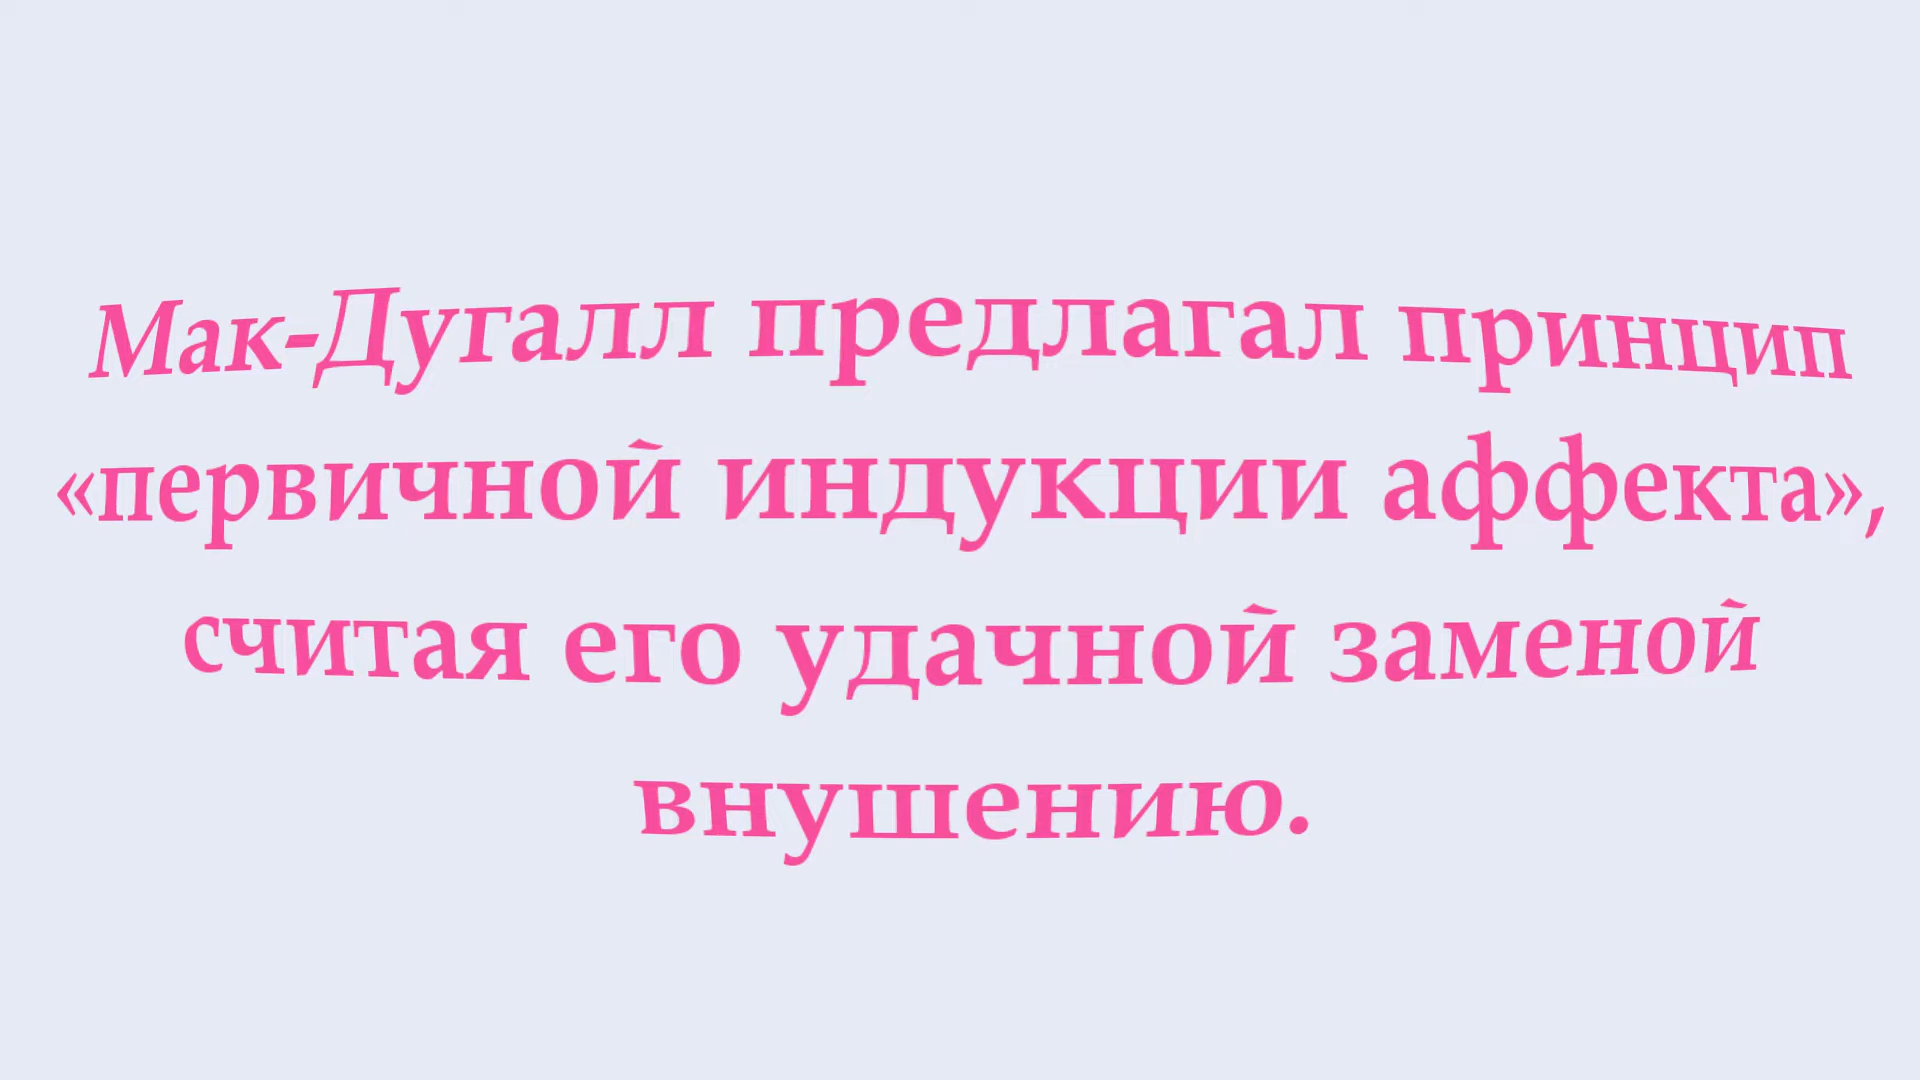 Мак-Дугалл предлагал принцип
«первичной индукции аффекта»,
считая его удачной заменой
внушению.